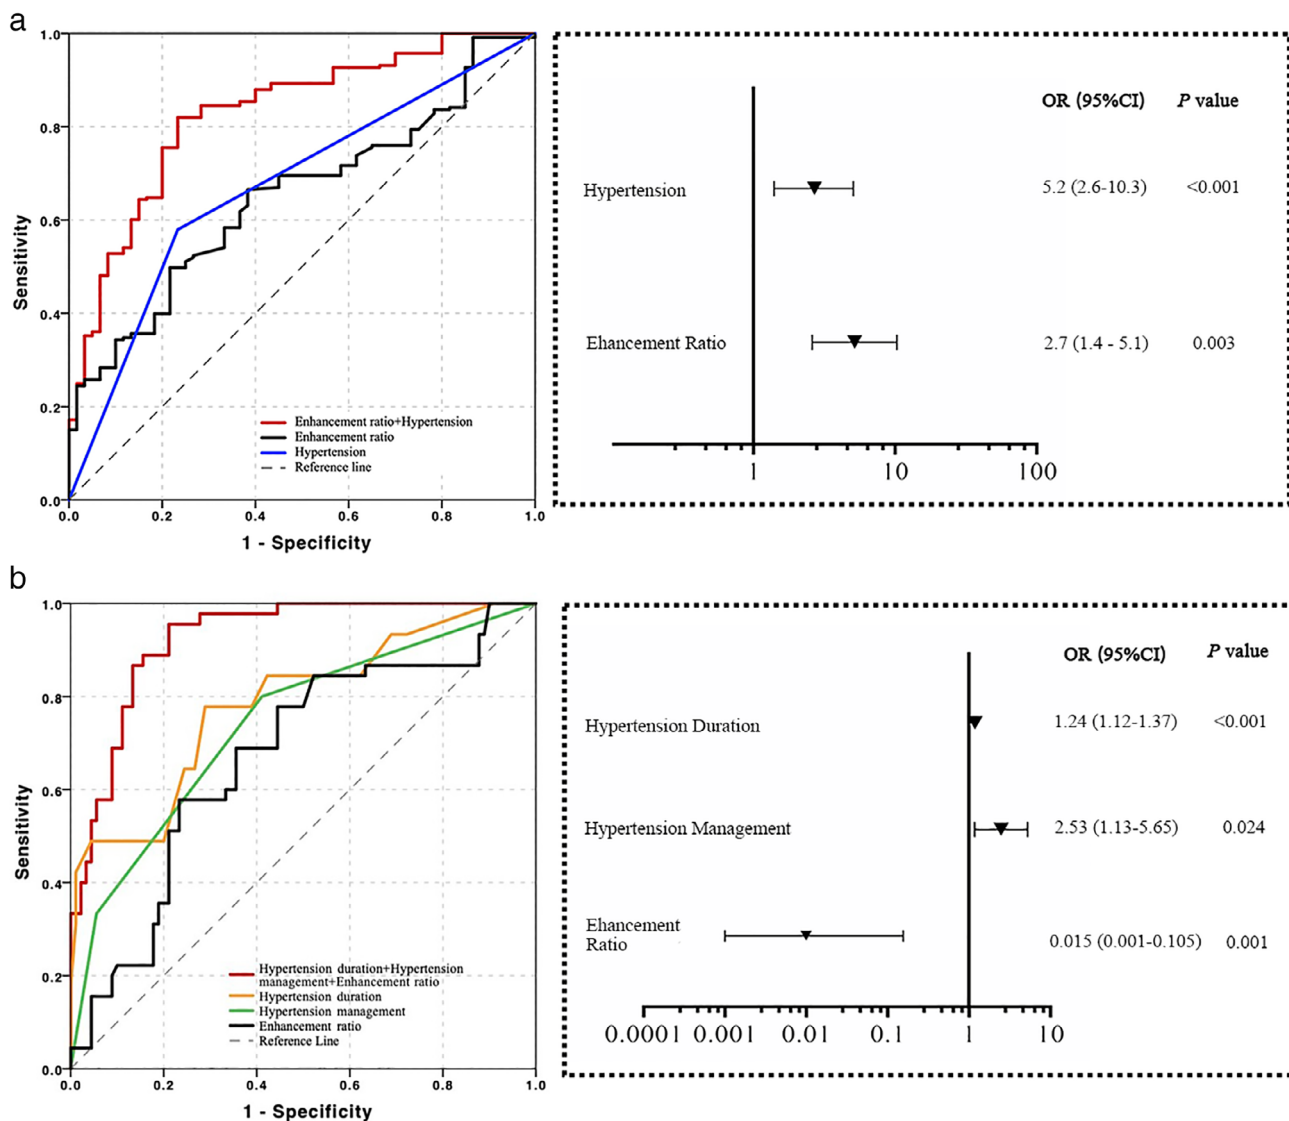 a
1.0
0.8
0.6
0.4
0.2
0.0
Sensitivity
Enhancement ratio+Hypertension
Enhancement ratio
Hypertension
Reference line
0.0 0.2 0.4 0.6 0.8 1.0
1 - Specificity
OR (95%CI) P value
Hypertension 5.2 (2.6-10.3) <0.001
Ehancement Ratio 2.7 (1.4 - 5.1) 0.003
1 10 100
b
1.0
0.8
0.6
0.4
0.2
0.0
Sensitivity
Hypertension duration+Hypertension
management+Enhancement ratio
Hypertension duration
Hypertension management
Enhancement ratio
Reference Line
0.0 0.2 0.4 0.6 0.8 1.0
1 - Specificity
OR (95%CI) P value
Hypertension Duration 1.24 (1.12-1.37) <0.001
Hypertension Management 2.53 (1.13-5.65) 0.024
Ehancement
Ratio 0.015 (0.001-0.105) 0.001
0.0001 0.001 0.01 0.1 1 10